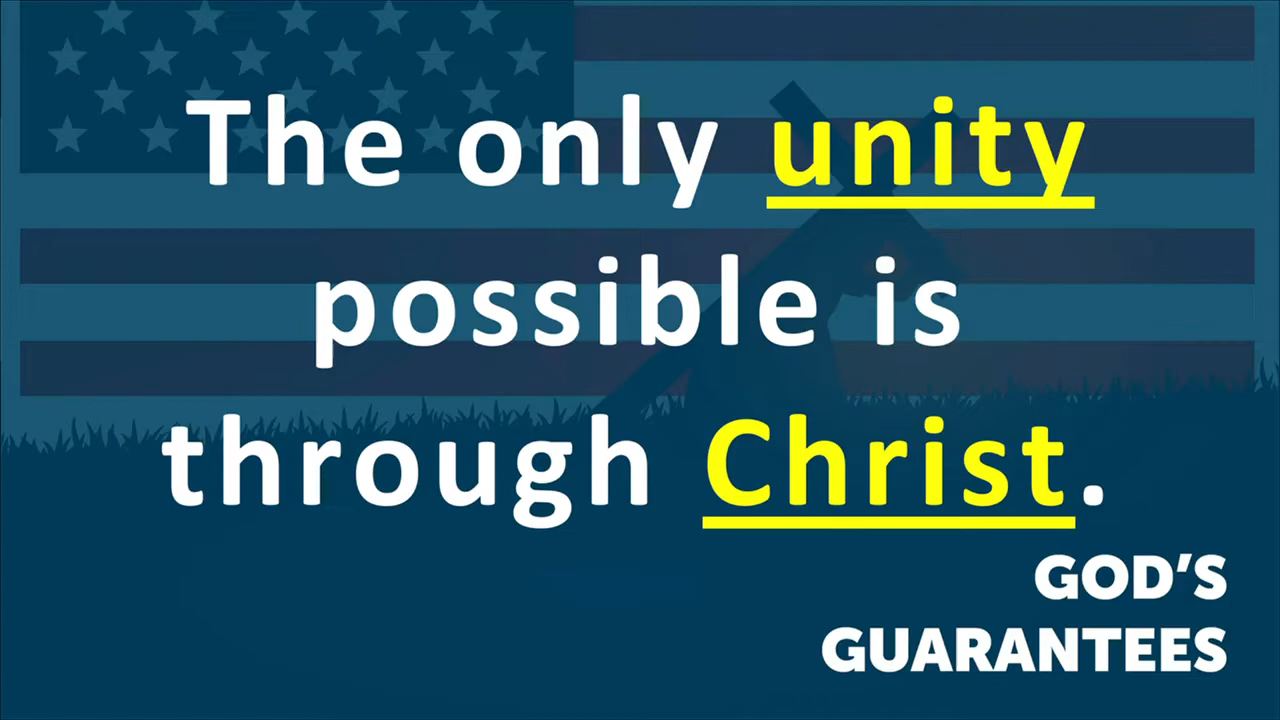 The only unity
possible is
through Christ.
GOD'S
GUARANTEES